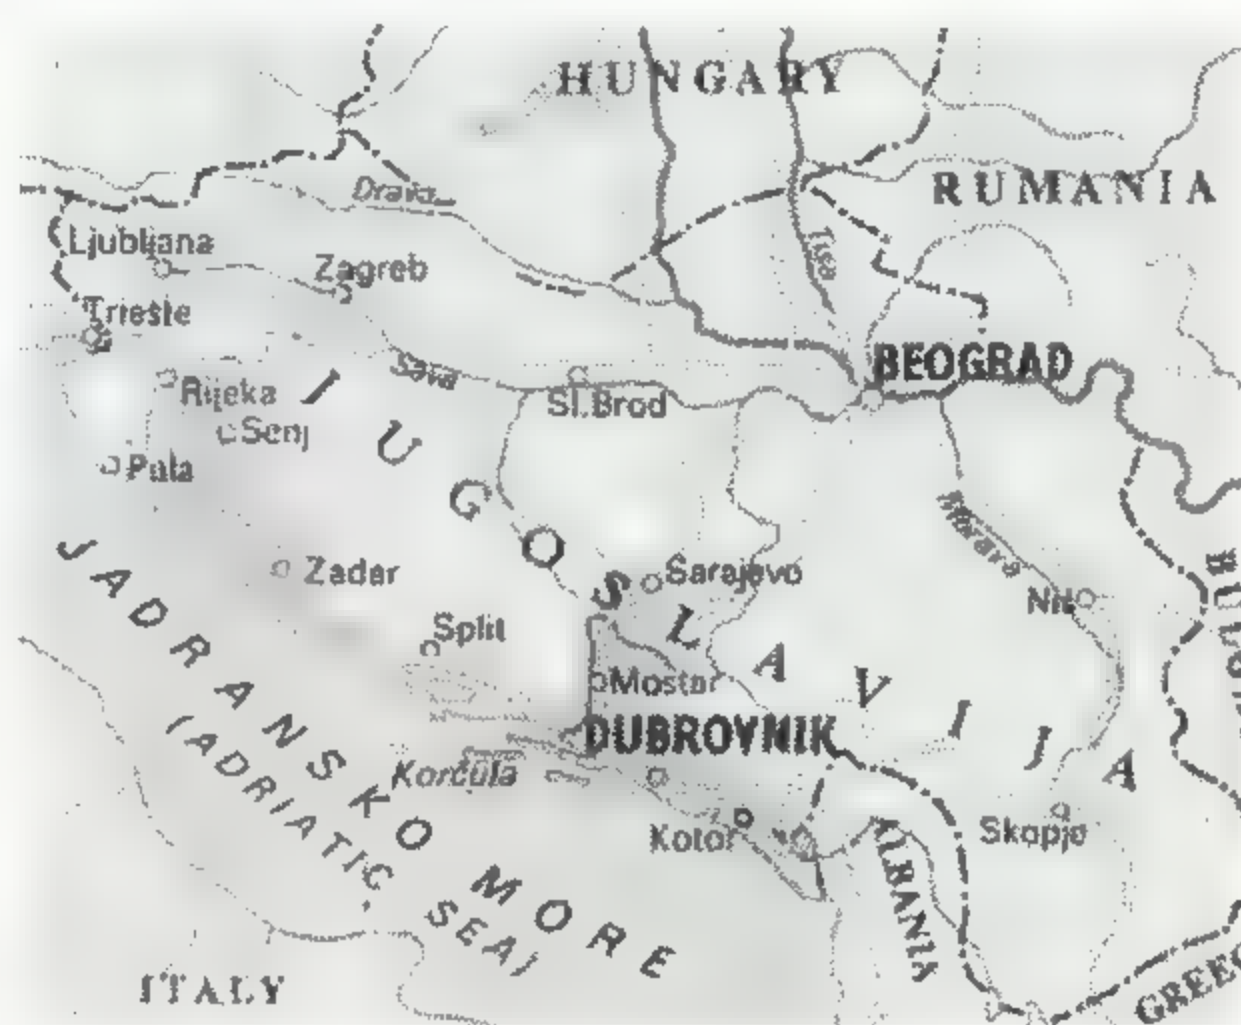 HUNGARY
RUMANIA
Drava
Ljubljana
Zagreb
Tisa
Trieste
BEOGRAD
Rijeka
Sava
Sl. Brod
Senj
Pula
JUGOSLAVIJA
Morava
Zadar
Sarajevo
Niš
Split
Mostar
DUBROVNIK
Korčula
Kotor
Skopje
JADRANSKO MORE
(ADRIATIC SEA)
ALBANIA
ITALY